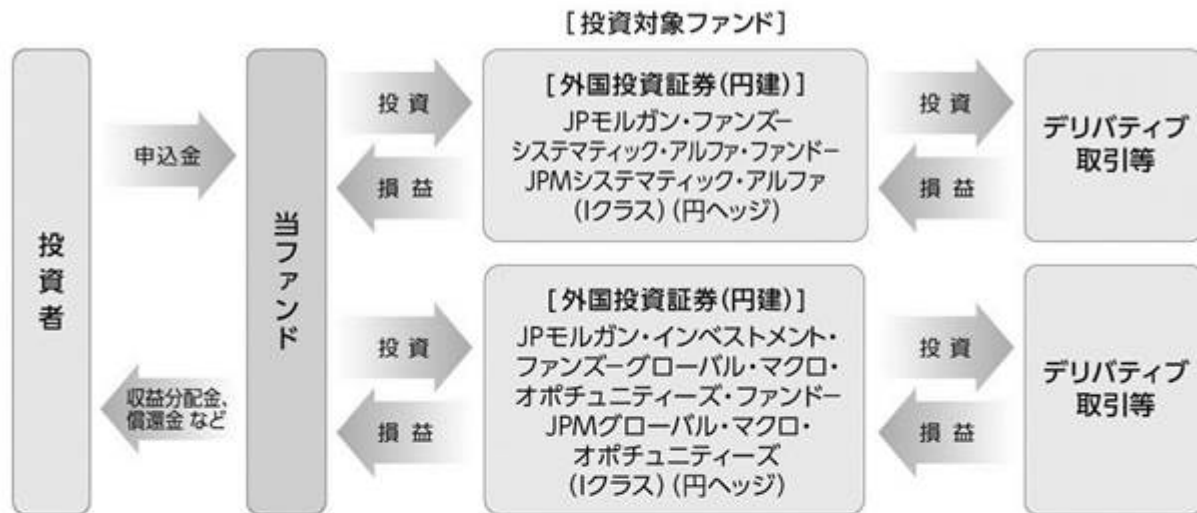 [投資対象ファンド]
投資者
申込金
収益分配金、
償還金 など
当ファンド
投資
損益
[外国投資証券(円建)]
JPモルガン・ファンズー
システマティック・アルファ・ファンドー
JPMシステマティック・アルファ
(Iクラス)(円ヘッジ)
投資
損益
デリバティブ
取引等
投資
損益
[外国投資証券(円建)]
JPモルガン・インベストメント・
ファンズーグローバル・マクロ・
オポチュニティーズ・ファンドー
JPMグローバル・マクロ・
オポチュニティーズ
(Iクラス)(円ヘッジ)
投資
損益
デリバティブ
取引等